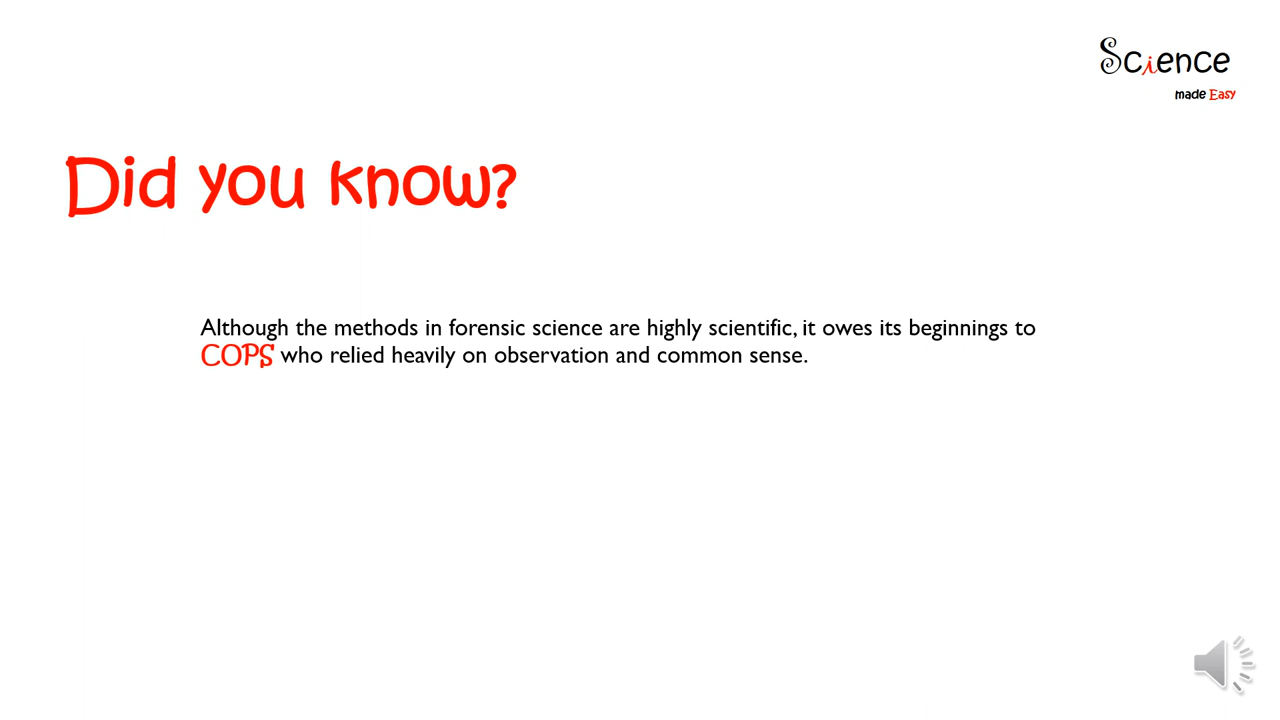 Science
made Easy
Did you know?
Although the methods in forensic science are highly scientific, it owes its beginnings to
COPS who relied heavily on observation and common sense.